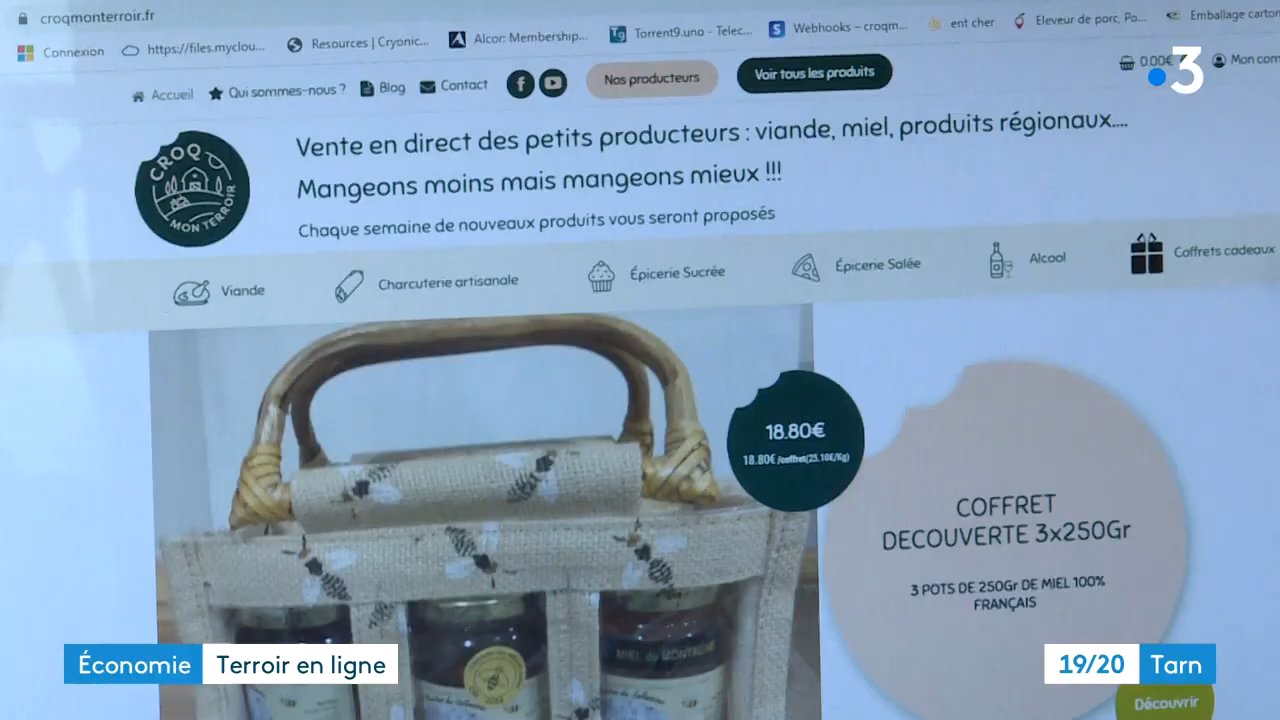 croqmonterroir.fr
Connexion
https://files.myclou...
Resources | Cryonic...
Alcor: Membership...
Torrent9.uno - Telec...
Webhooks – croqm...
ent cher
Eleveur de porc, Po...
Emballage carton
Accueil
Qui sommes-nous ?
Blog
Contact
Nos producteurs
Voir tous les produits
0.00€
Mon com
3
CROQ
MON TERROIR
Vente en direct des petits producteurs : viande, miel, produits régionaux....
Mangeons moins mais mangeons mieux !!!
Chaque semaine de nouveaux produits vous seront proposés
Viande
Charcuterie artisanale
Épicerie Sucrée
Épicerie Salée
Alcool
Coffrets cadeaux
18.80€
18.80€ /coffret(25.10€/Kg)
COFFRET
DECOUVERTE 3x250Gr
3 POTS DE 250Gr DE MIEL 100%
FRANÇAIS
MIEL de MONTAGNE
Découvrir
Économie
Terroir en ligne
19/20
Tarn